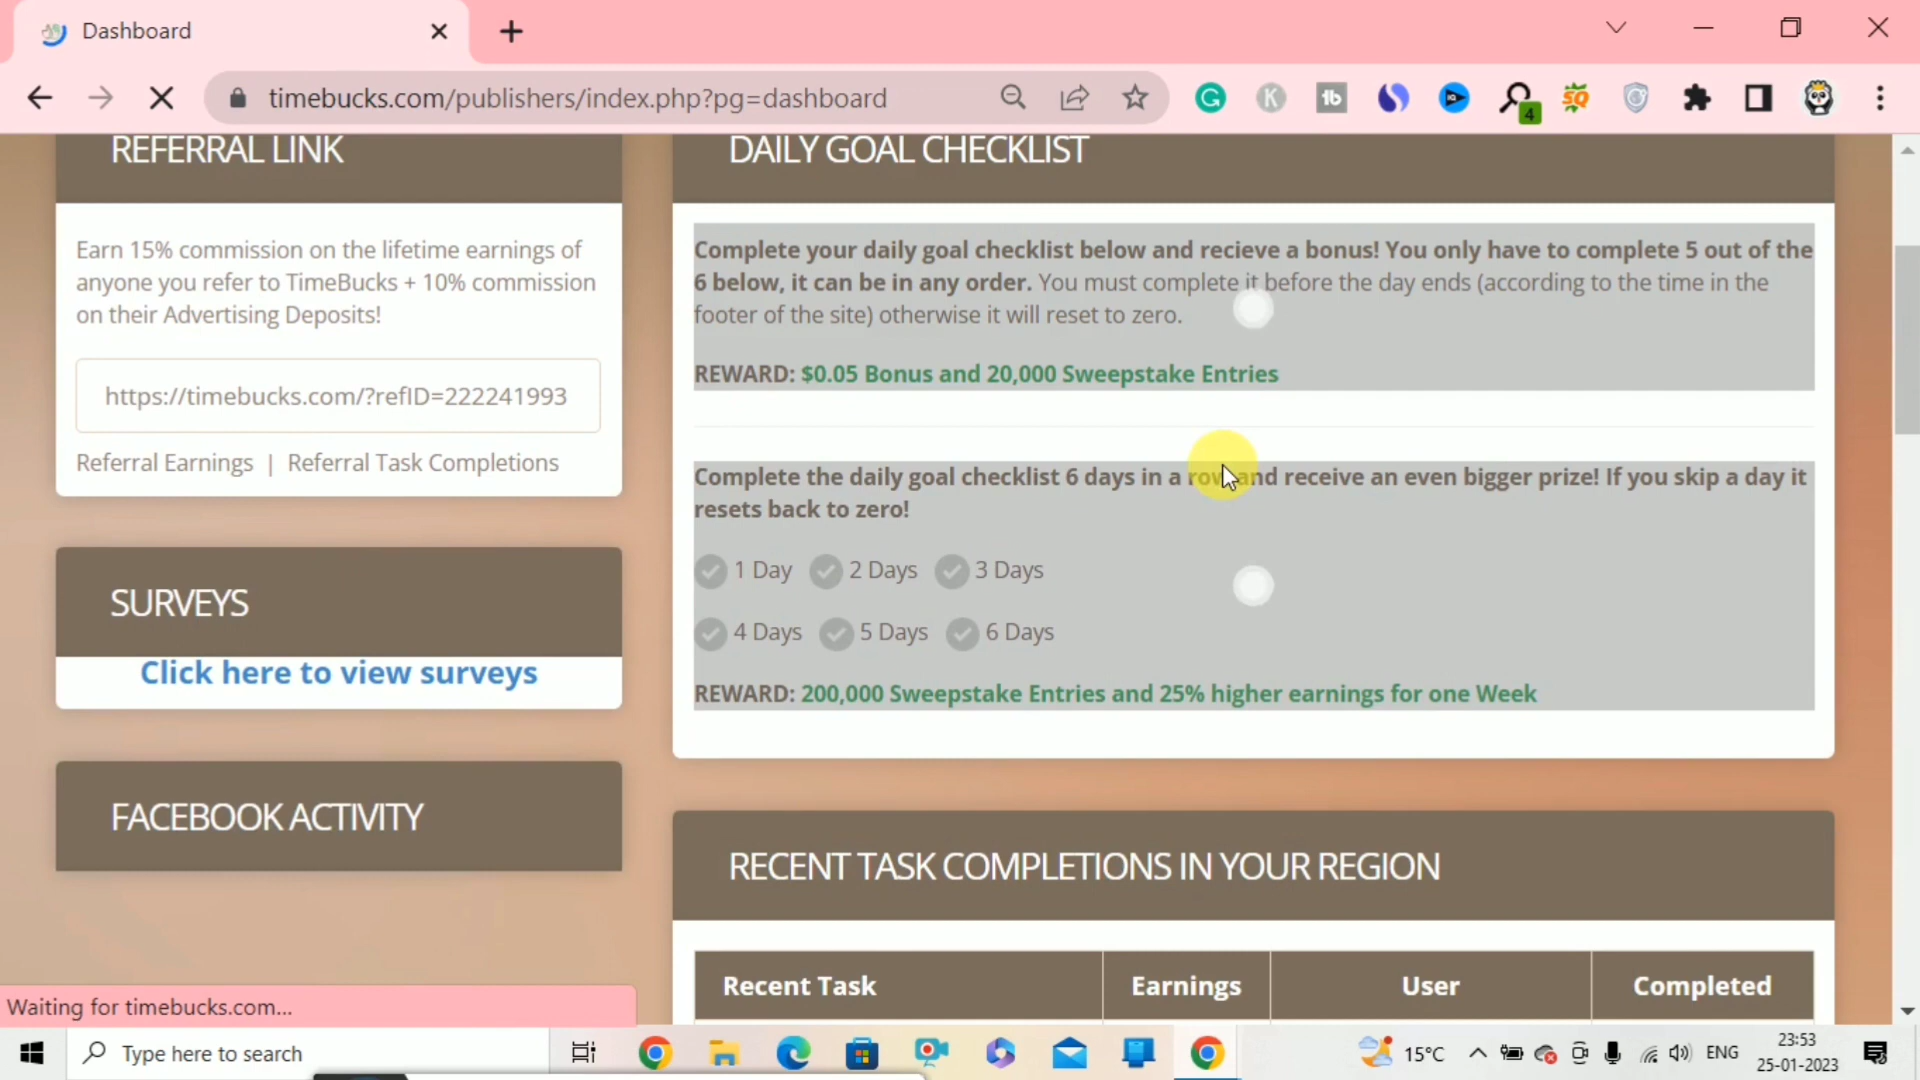 Dashboard
timebucks.com/publishers/index.php?pg=dashboard
4
REFERRAL LINK
Earn 15% commission on the lifetime earnings of
anyone you refer to TimeBucks + 10% commission
on their Advertising Deposits!
https://timebucks.com/?refID=222241993
Referral Earnings | Referral Task Completions
SURVEYS
Click here to view surveys
FACEBOOK ACTIVITY
DAILY GOAL CHECKLIST
Complete your daily goal checklist below and recieve a bonus! You only have to complete 5 out of the
6 below, it can be in any order. You must complete it before the day ends (according to the time in the
footer of the site) otherwise it will reset to zero.
REWARD: $0.05 Bonus and 20,000 Sweepstake Entries
Complete the daily goal checklist 6 days in a row and receive an even bigger prize! If you skip a day it
resets back to zero!
1 Day 2 Days 3 Days
4 Days 5 Days 6 Days
REWARD: 200,000 Sweepstake Entries and 25% higher earnings for one Week
RECENT TASK COMPLETIONS IN YOUR REGION
Recent Task Earnings User Completed
Waiting for timebucks.com...
Type here to search
15°C
ENG
23:53
25-01-2023